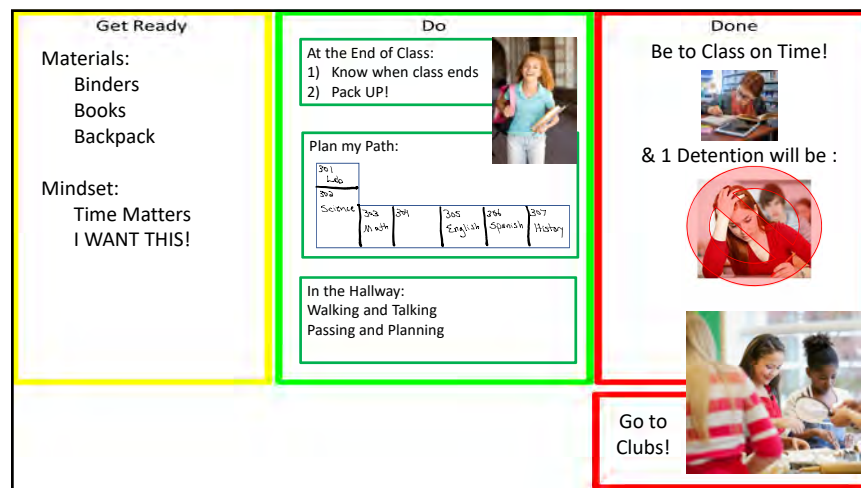 Get Ready
Materials:
Binders
Books
Backpack
Mindset:
Time Matters
I WANT THIS!
Do
At the End of Class:
1) Know when class ends
2) Pack UP!
Plan my Path:
301
Lab
302
Science
303
Math
304
305
English
306
Spanish
307
History
In the Hallway:
Walking and Talking
Passing and Planning
Done
Be to Class on Time!
& 1 Detention will be :
Go to
Clubs!